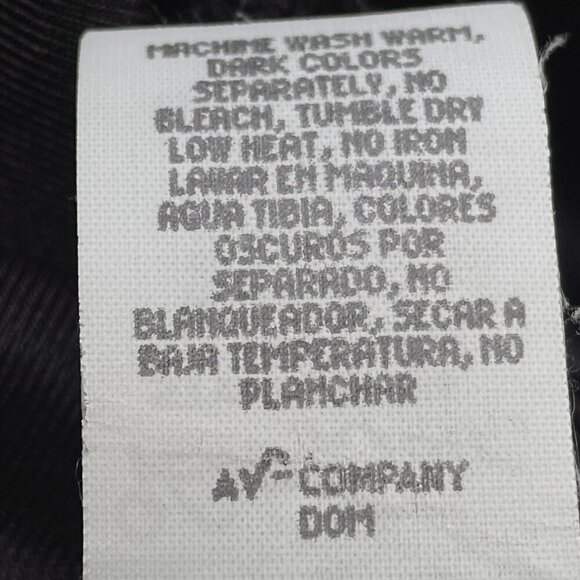 MACHINE WASH WARM,
DARK COLORS
SEPARATELY, NO
BLEACH, TUMBLE DRY
LOW HEAT, NO IRON
LAVAR EN MAQUINA,
AGUA TIBIA, COLORES
OSCUROS POR
SEPARADO, NO
BLANQUEADOR, SECAR A
BAJA TEMPERATURA, NO
PLANCHAR
COMPANY
DOM